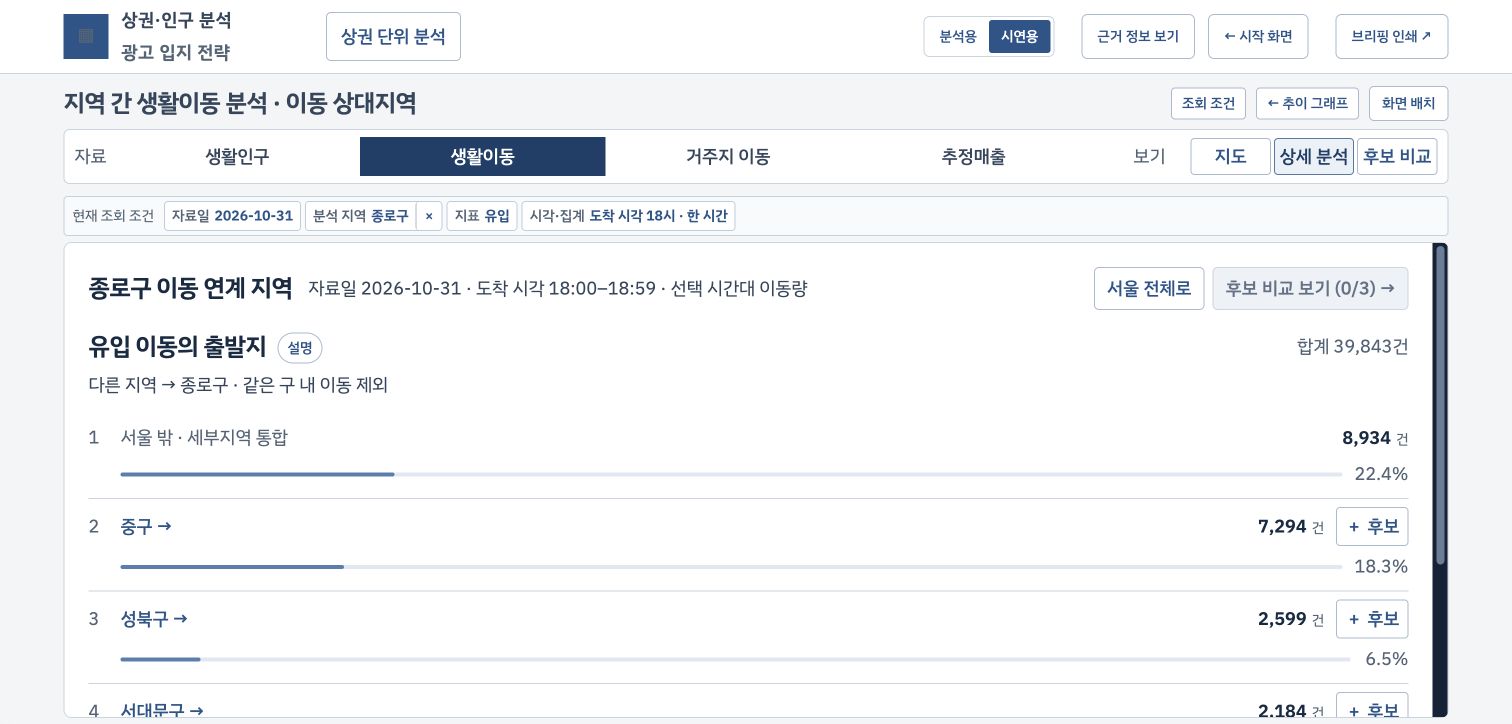 상권·인구 분석
광고 입지 전략
상권 단위 분석
분석용 시연용
근거 정보 보기
← 시작 화면
브리핑 인쇄 ↗
지역 간 생활이동 분석 · 이동 상대지역
조회 조건
← 추이 그래프
화면 배치
자료 생활인구 생활이동 거주지 이동 추정매출 보기 지도 상세 분석 후보 비교
현재 조회 조건 자료일 2026-10-31 분석 지역 종로구 × 지표 유입 시각·집계 도착 시각 18시 · 한 시간
종로구 이동 연계 지역 자료일 2026-10-31 · 도착 시각 18:00–18:59 · 선택 시간대 이동량
서울 전체로
후보 비교 보기 (0/3) →
유입 이동의 출발지 설명 합계 39,843건
다른 지역 → 종로구 · 같은 구 내 이동 제외
1 서울 밖 · 세부지역 통합 8,934 건
22.4%
2 중구 → 7,294 건 + 후보
18.3%
3 성북구 → 2,599 건 + 후보
6.5%
4 서대문구 → 2,184 건 + 후보